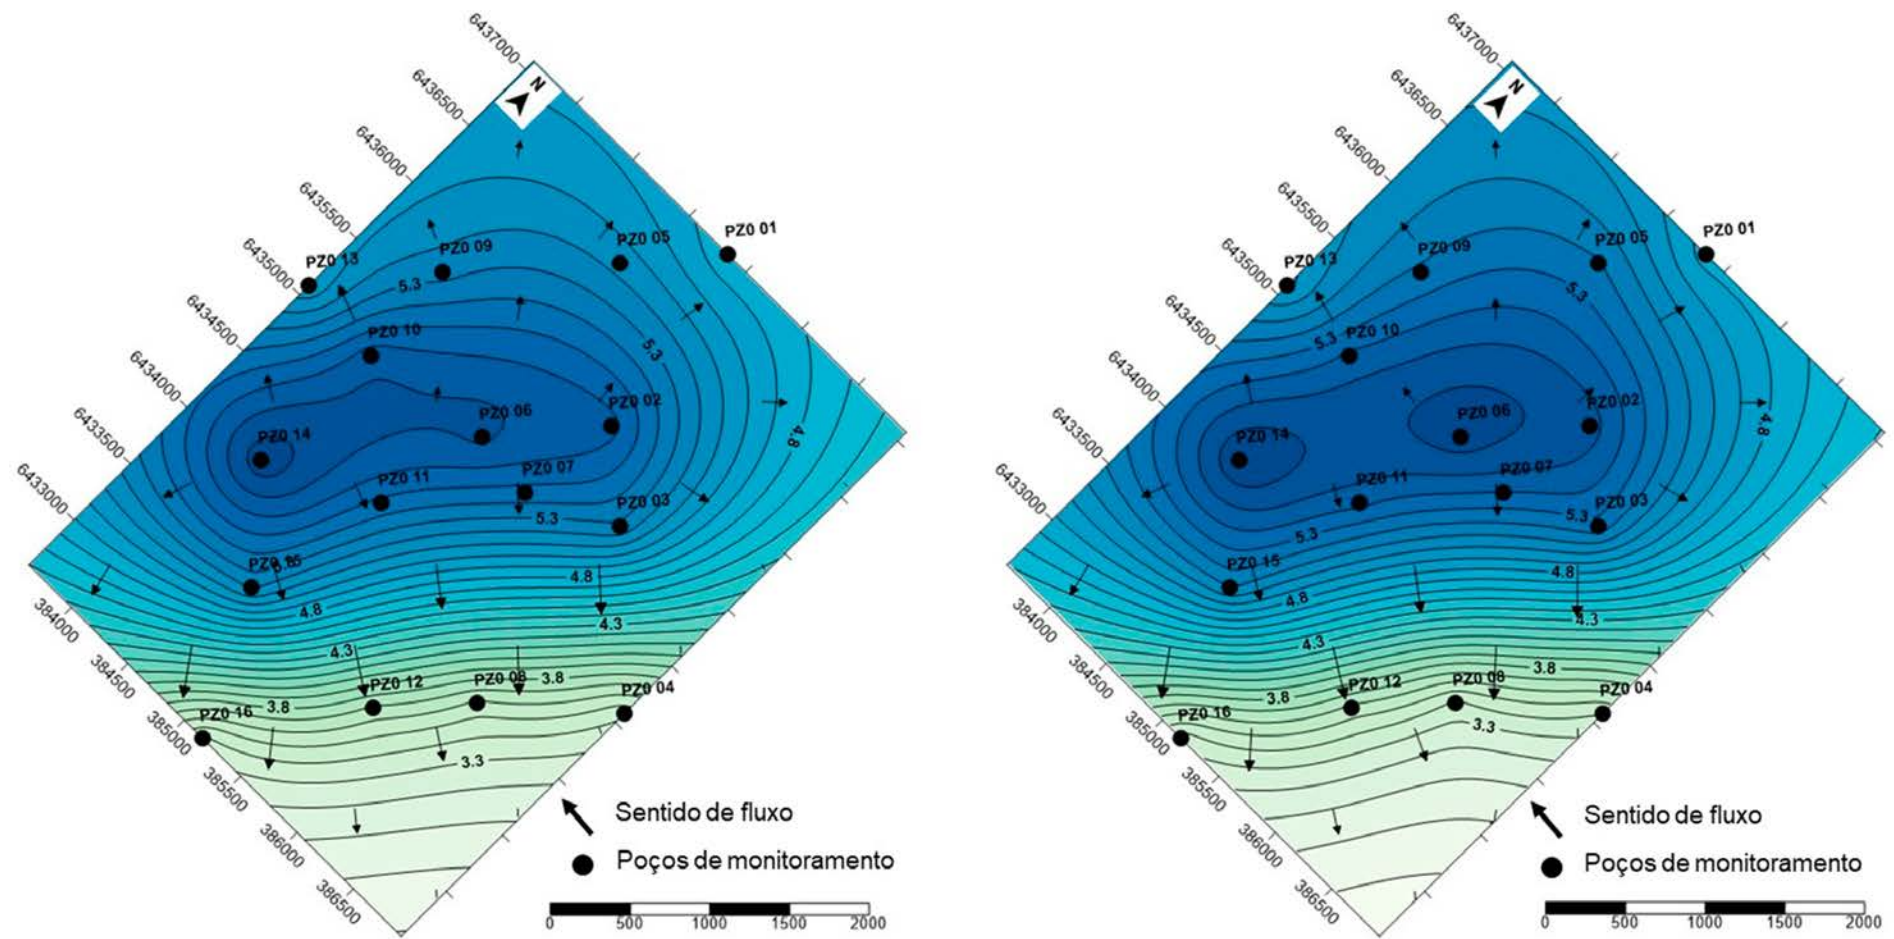 6437000
6436500
6436000
6435500
6435000
6434500
6434000
6433500
6433000
N
PZ0 01
PZ0 05
PZ0 09
PZ0 13
5.3
PZ0 10
5.3
PZ0 02
PZ0 06
PZ0 14
4.8
PZ0 07
PZ0 11
PZ0 03
5.3
4.8
4.8
4.3
4.3
PZ0 12
PZ0 08
3.8
PZ0 04
3.8
PZ0 16
3.3
384000
384500
385000
385500
386000
386500
Sentido de fluxo
Poços de monitoramento
0 500 1000 1500 2000
6437000
6436500
6436000
6435500
6435000
6434500
6434000
6433500
6433000
N
PZ0 01
PZ0 05
PZ0 09
PZ0 13
5.3
PZ0 10
5.3
PZ0 02
PZ0 06
PZ0 14
4.8
PZ0 07
PZ0 11
PZ0 03
5.3
5.3
PZ0 15
4.8
4.8
4.3
4.3
3.8
PZ0 12
PZ0 08
PZ0 04
3.8
PZ0 16
3.3
384000
384500
385000
385500
386000
386500
Sentido de fluxo
Poços de monitoramento
0 500 1000 1500 2000